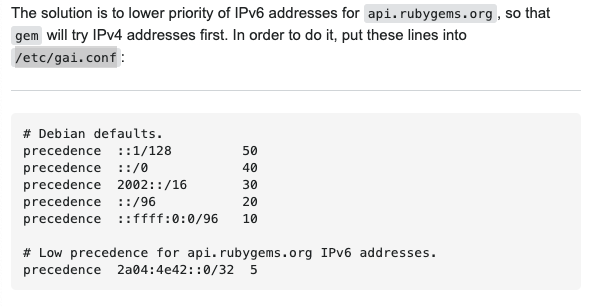 The solution is to lower priority of IPv6 addresses for api.rubygems.org , so that
gem will try IPv4 addresses first. In order to do it, put these lines into
/etc/gai.conf :
# Debian defaults.
precedence  ::1/128         50
precedence  ::/0            40
precedence  2002::/16       30
precedence  ::/96           20
precedence  ::ffff:0:0/96   10
# Low precedence for api.rubygems.org IPv6 addresses.
precedence  2a04:4e42::0/32  5